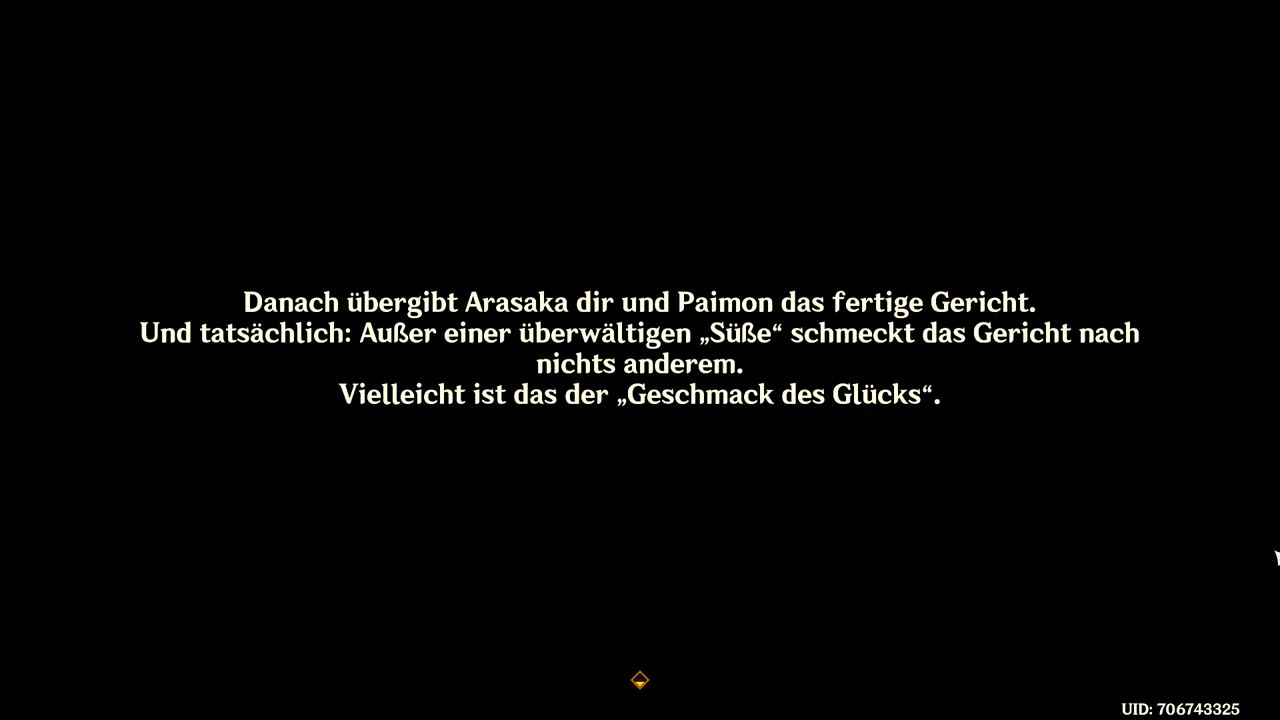 Danach übergibt Arasaka dir und Paimon das fertige Gericht.
Und tatsächlich: Außer einer überwältigen „Süße“ schmeckt das Gericht nach
nichts anderem.
Vielleicht ist das der „Geschmack des Glücks“.
UID: 706743325